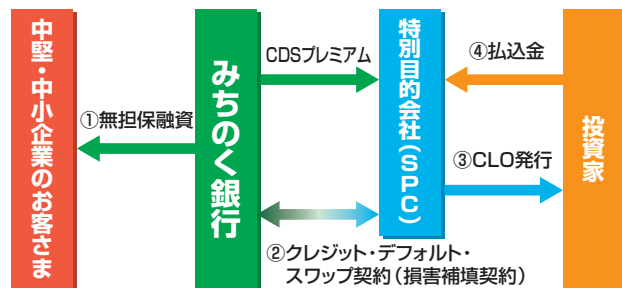 中堅・中小企業のお客さま
①無担保融資
みちのく銀行
CDSプレミアム
②クレジット・デフォルト・
スワップ契約(損害補填契約)
特別目的会社(SPC)
④払込金
③CLO発行
投資家